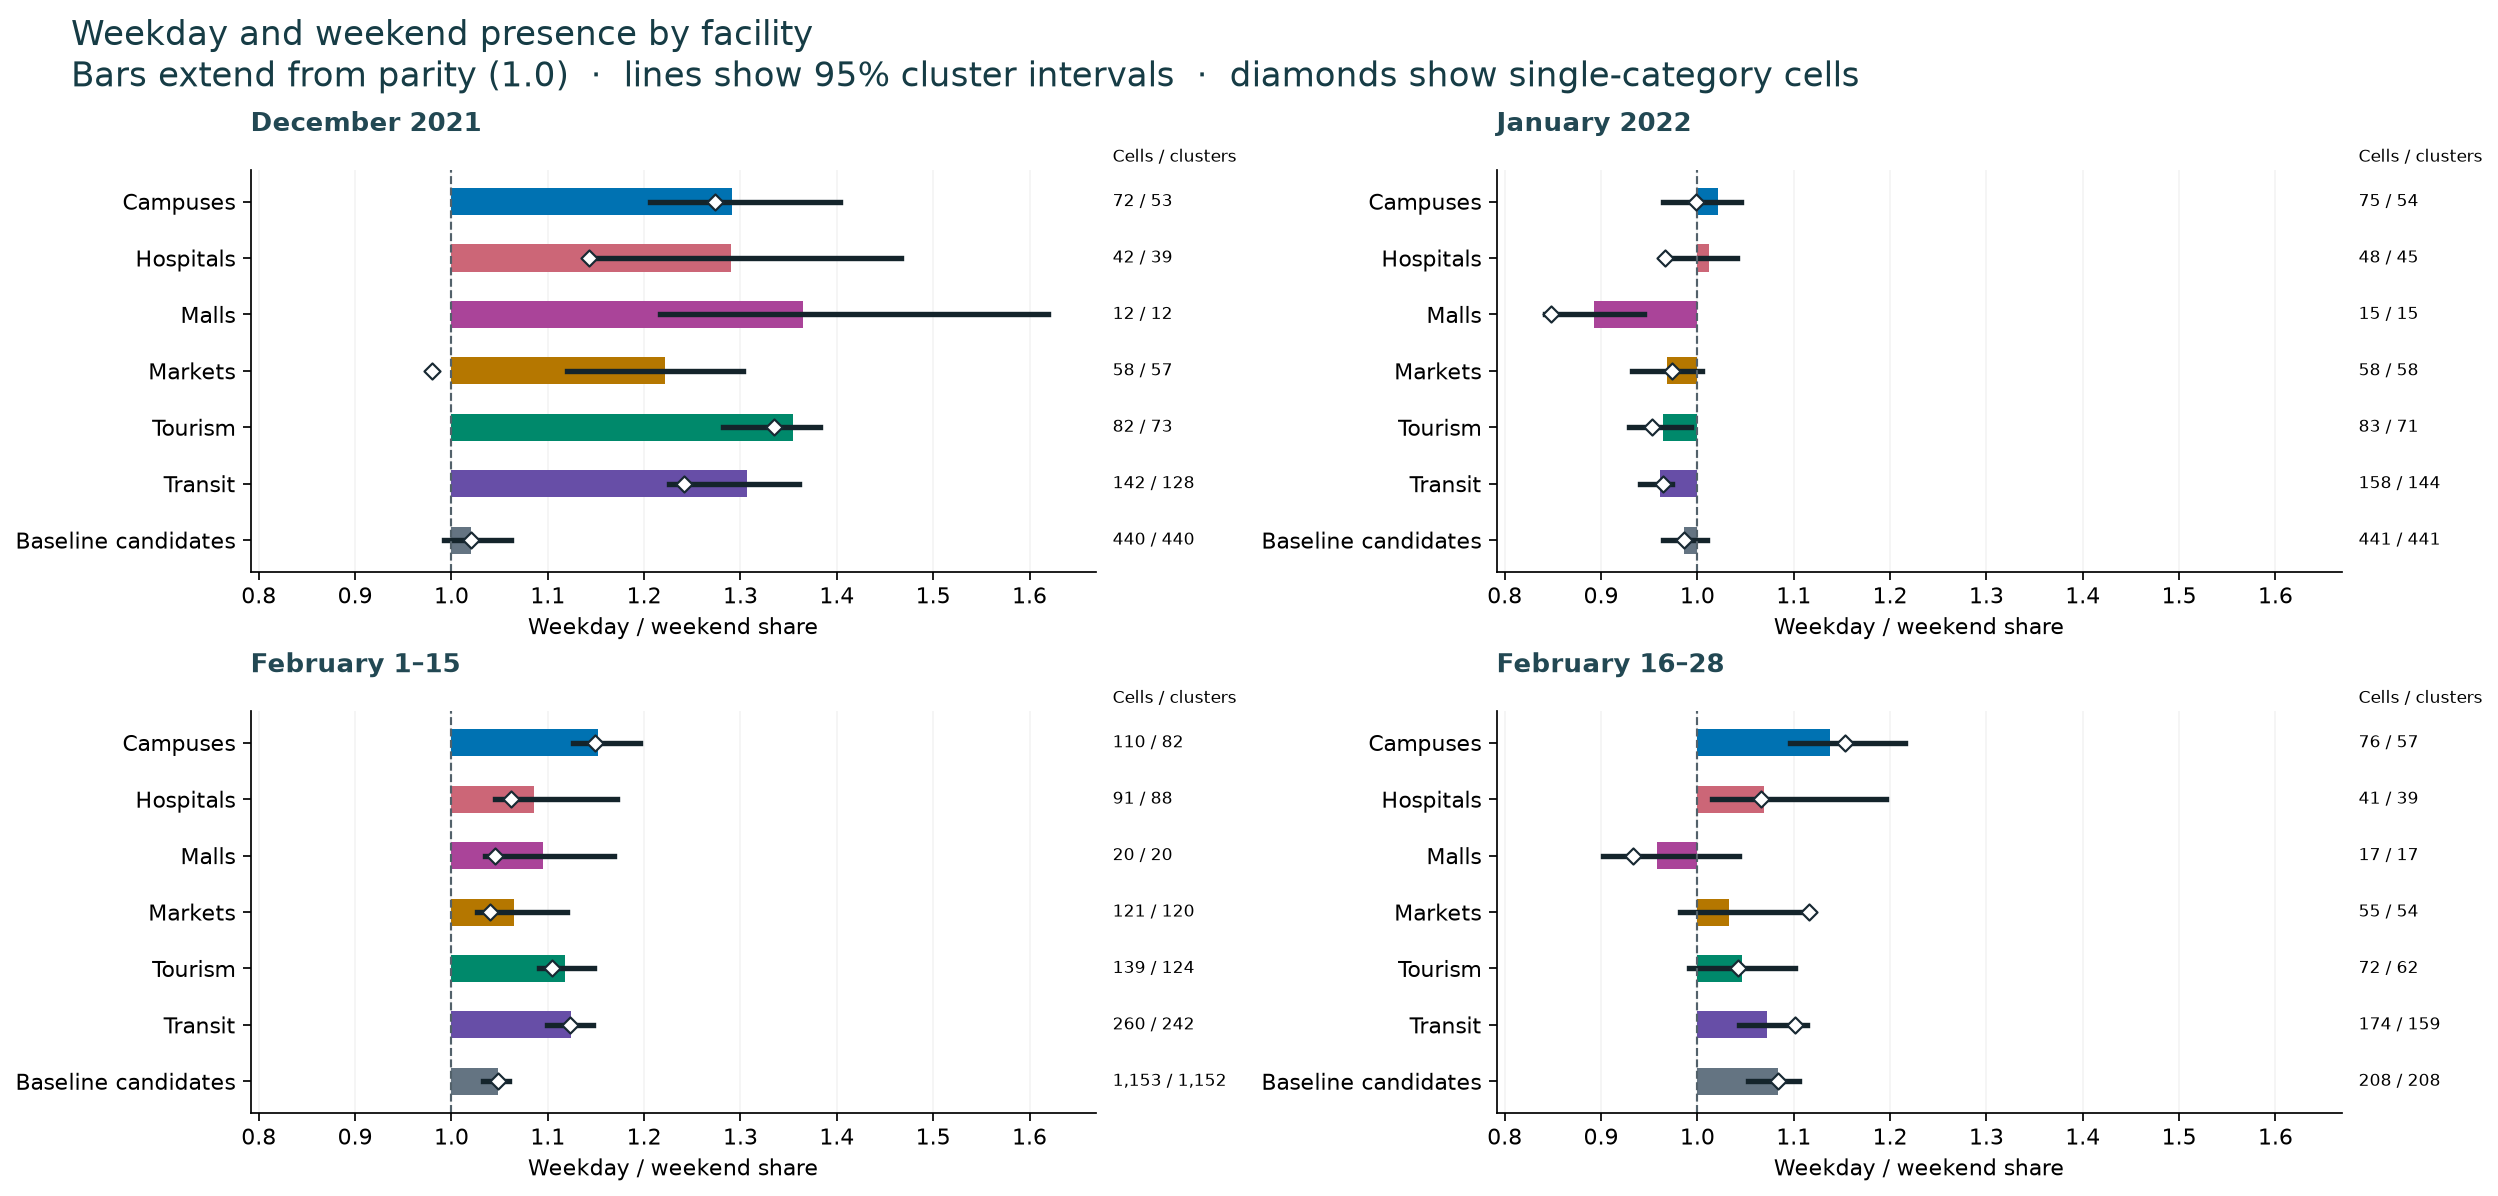 Weekday and weekend presence by facility
Bars extend from parity (1.0)  ·  lines show 95% cluster intervals  ·  diamonds show single-category cells
December 2021
Cells / clusters
Campuses 72 / 53
Hospitals 42 / 39
Malls 12 / 12
Markets 58 / 57
Tourism 82 / 73
Transit 142 / 128
Baseline candidates 440 / 440
0.8 0.9 1.0 1.1 1.2 1.3 1.4 1.5 1.6
Weekday / weekend share
January 2022
Cells / clusters
Campuses 75 / 54
Hospitals 48 / 45
Malls 15 / 15
Markets 58 / 58
Tourism 83 / 71
Transit 158 / 144
Baseline candidates 441 / 441
0.8 0.9 1.0 1.1 1.2 1.3 1.4 1.5 1.6
Weekday / weekend share
February 1–15
Cells / clusters
Campuses 110 / 82
Hospitals 91 / 88
Malls 20 / 20
Markets 121 / 120
Tourism 139 / 124
Transit 260 / 242
Baseline candidates 1,153 / 1,152
0.8 0.9 1.0 1.1 1.2 1.3 1.4 1.5 1.6
Weekday / weekend share
February 16–28
Cells / clusters
Campuses 76 / 57
Hospitals 41 / 39
Malls 17 / 17
Markets 55 / 54
Tourism 72 / 62
Transit 174 / 159
Baseline candidates 208 / 208
0.8 0.9 1.0 1.1 1.2 1.3 1.4 1.5 1.6
Weekday / weekend share